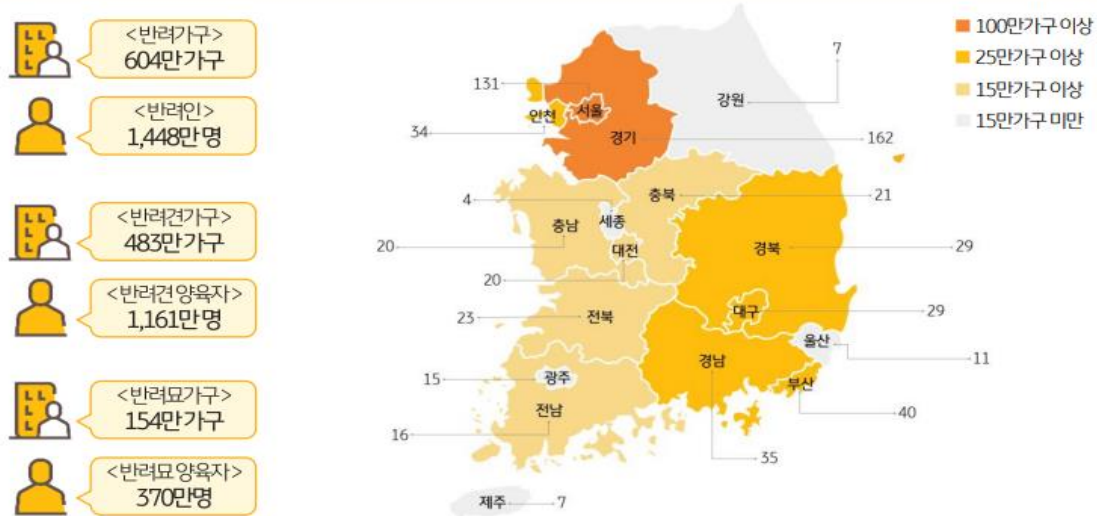 <반려가구>
604만가구
<반려인>
1,448만 명
<반려견가구>
483만가구
<반려견 양육자>
1,161만 명
<반려묘가구>
154만가구
<반려묘 양육자>
370만명
100만가구 이상
25만가구 이상
15만가구 이상
15만가구 미만
7
131
강원
서울
인천
34
경기
162
충북
21
4
세종
충남
20
대전
경북
29
20
전북
23
대구
29
울산
11
경남
15
광주
부산
40
전남
16
35
제주
7